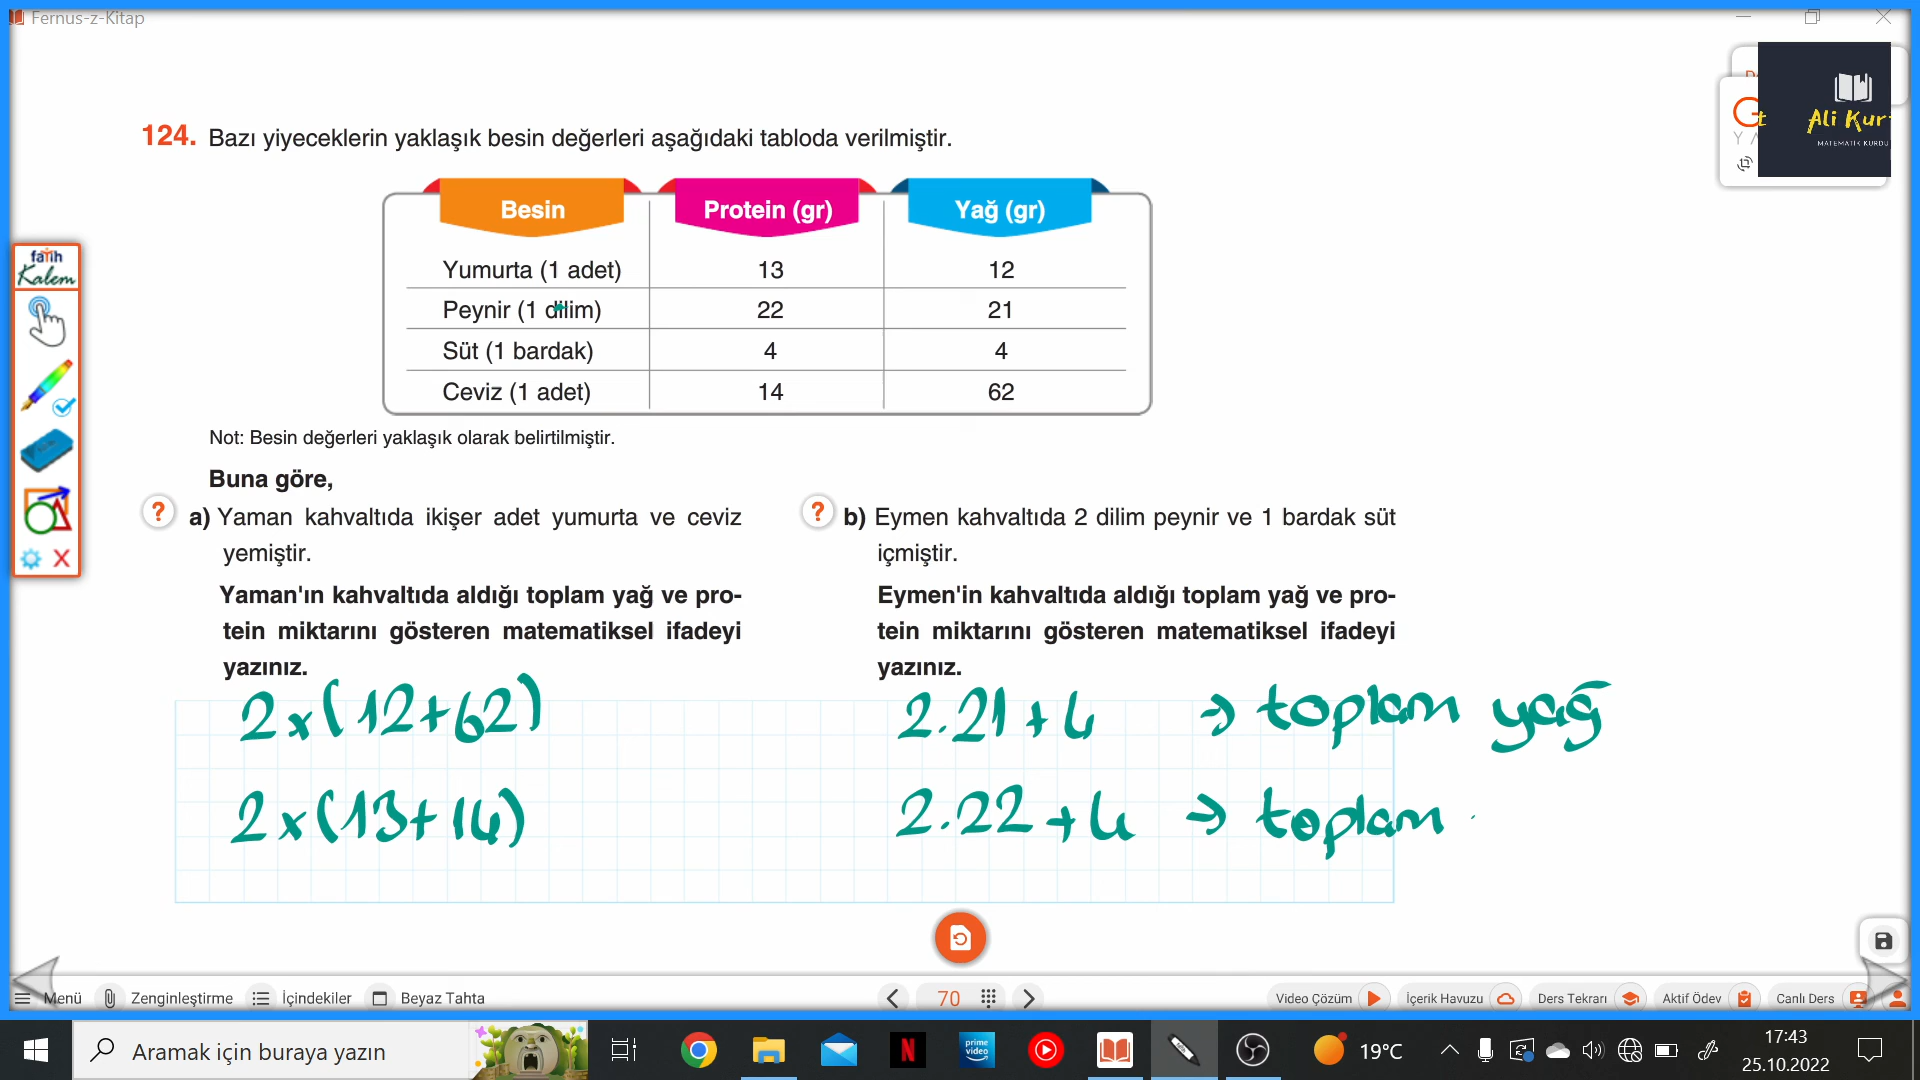 Fernus-z-Kitap
Ali Kurt
MATEMATİK KURDU
124. Bazı yiyeceklerin yaklaşık besin değerleri aşağıdaki tabloda verilmiştir.
Besin Protein (gr) Yağ (gr)
Yumurta (1 adet) 13 12
Peynir (1 dilim) 22 21
Süt (1 bardak) 4 4
Ceviz (1 adet) 14 62
Not: Besin değerleri yaklaşık olarak belirtilmiştir.
Buna göre,
? a) Yaman kahvaltıda ikişer adet yumurta ve ceviz
yemiştir.
Yaman'ın kahvaltıda aldığı toplam yağ ve pro-
tein miktarını gösteren matematiksel ifadeyi
yazınız.
2x(12+62)
2x(13+14)
? b) Eymen kahvaltıda 2 dilim peynir ve 1 bardak süt
içmiştir.
Eymen'in kahvaltıda aldığı toplam yağ ve pro-
tein miktarını gösteren matematiksel ifadeyi
yazınız.
2.21+4 → toplam yağ
2.22+4 → toplam
fatih
Kalem
Menü Zenginleştirme İçindekiler Beyaz Tahta 70 Video Çözüm İçerik Havuzu Ders Tekrarı Aktif Ödev Canlı Ders
Aramak için buraya yazın
N
prime
video
19°C
17:43
25.10.2022